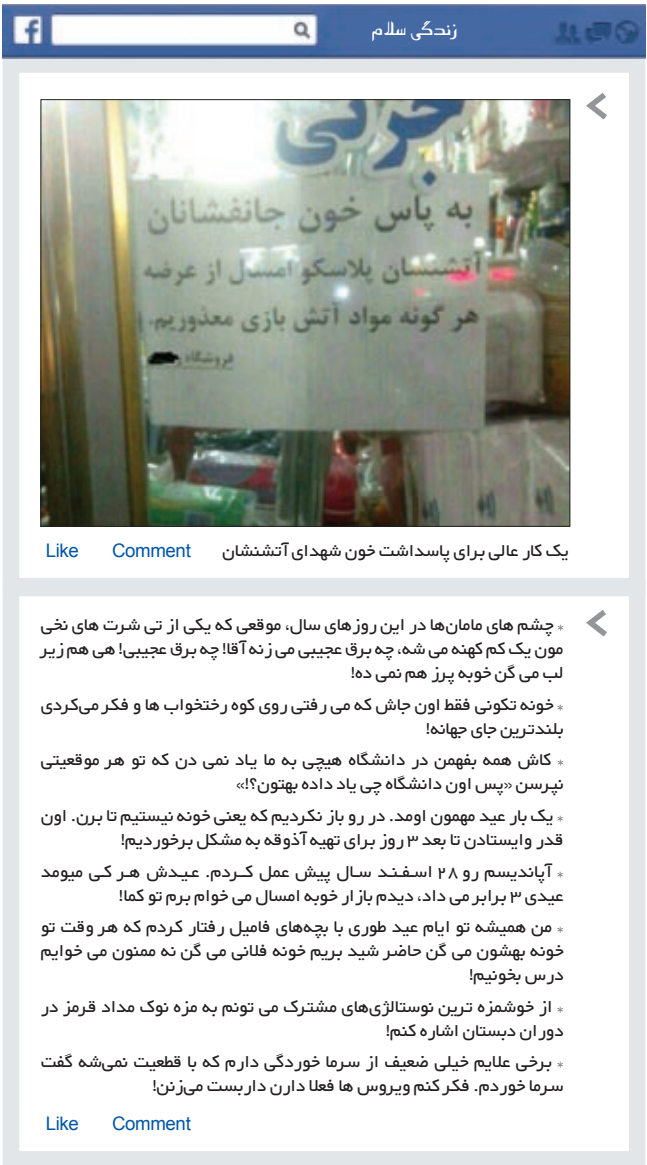 زندگی سلام
حرفی
به پاس خون جانفشانان
آتشنشان پلاسکو امسال از عرضه
هر گونه مواد آتش بازی معذوریم.
فروشگاه
یک کار عالی برای پاسداشت خون شهدای آتشنشان Comment Like
* چشم های مامان‌ها در این روزهای سال، موقعی که یکی از تی شرت های نخی
مون یک کم کهنه می شه، چه برق عجیبی می زنه آقا! چه برق عجیبی! هی هم زیر
لب می گن خوبه پرز هم نمی ده!
* خونه تکونی فقط اون جاش که می رفتی روی کوه رختخواب ها و فکر می‌کردی
بلندترین جای جهانه!
* کاش همه بفهمن در دانشگاه هیچی به ما یاد نمی دن که تو هر موقعیتی
نپرسن «پس اون دانشگاه چی یاد داده بهتون؟!»
* یک بار عید مهمون اومد. در رو باز نکردیم که یعنی خونه نیستیم تا برن. اون
قدر وایستادن تا بعد ۳ روز برای تهیه آذوقه به مشکل برخوردیم!
* آپاندیسم رو ۲۸ اسفند سال پیش عمل کردم. عیدش هر کی میومد
عیدی ۳ برابر می داد، دیدم بازار خوبه امسال می خوام برم تو کما!
* من همیشه تو ایام عید طوری با بچه‌های فامیل رفتار کردم که هر وقت تو
خونه بهشون می گن حاضر شید بریم خونه فلانی می گن نه ممنون می خوایم
درس بخونیم!
* از خوشمزه ترین نوستالژی‌های مشترک می تونم به مزه نوک مداد قرمز در
دوران دبستان اشاره کنم!
* برخی علایم خیلی ضعیف از سرما خوردگی دارم که با قطعیت نمی‌شه گفت
سرما خوردم. فکر کنم ویروس ها فعلا دارن داربست می‌زنن!
Like Comment